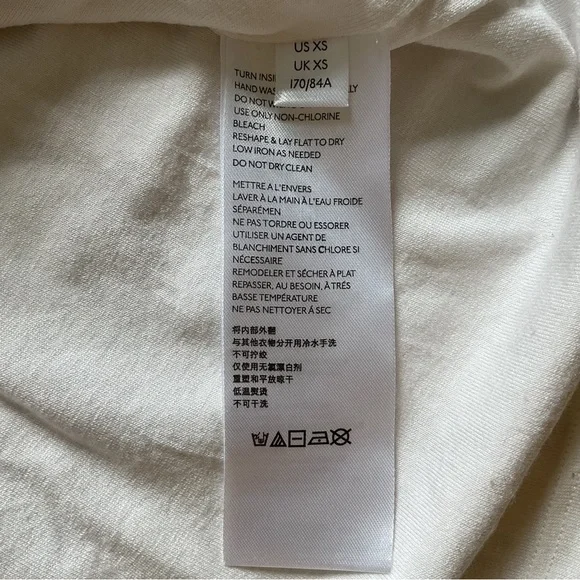 US XS
UK XS
170/84A
TURN INSI
HAND WAS LLY
DO NOT W
USE ONLY NON-CHLORINE
BLEACH
RESHAPE & LAY FLAT TO DRY
LOW IRON AS NEEDED
DO NOT DRY CLEAN
METTRE A L'ENVERS
LAVER À LA MAIN À L'EAU FROIDE
SÉPARÉMEN
NE PAS TORDRE OU ESSORER
UTILISER UN AGENT DE
BLANCHIMENT SANS CHLORE SI
NÉCESSAIRE
REMODELER ET SÉCHER À PLAT
REPASSER, AU BESOIN, À TRÉS
BASSE TEMPÉRATURE
NE PAS NETTOYER Á SEC
将内部外翻
与其他衣物分开用冷水手洗
不可拧绞
仅使用无氯漂白剂
重塑和平放晾干
低温熨烫
不可干洗